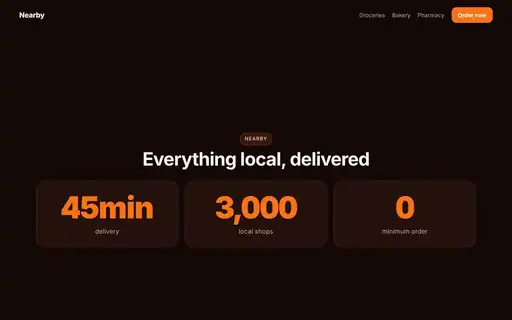 Nearby
Groceries Bakery Pharmacy Order now
NEARBY
Everything local, delivered
45min 3,000 0
delivery local shops minimum order